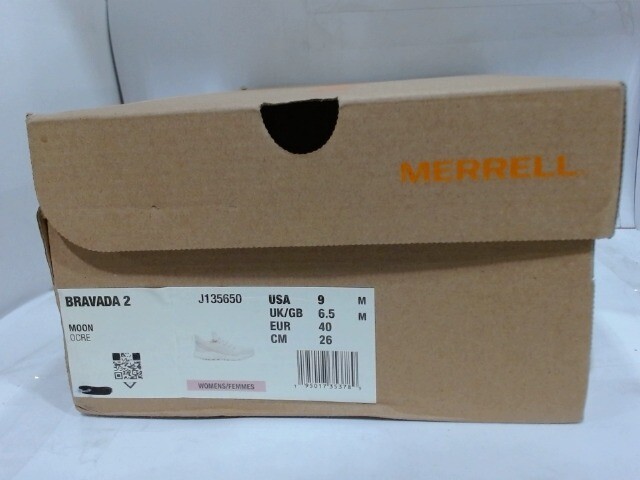 MERRELL
BRAVADA 2
J135650
USA 9 M
UK/GB 6.5 M
EUR 40
CM 26
MOON
OCRE
WOMENS/FEMMES